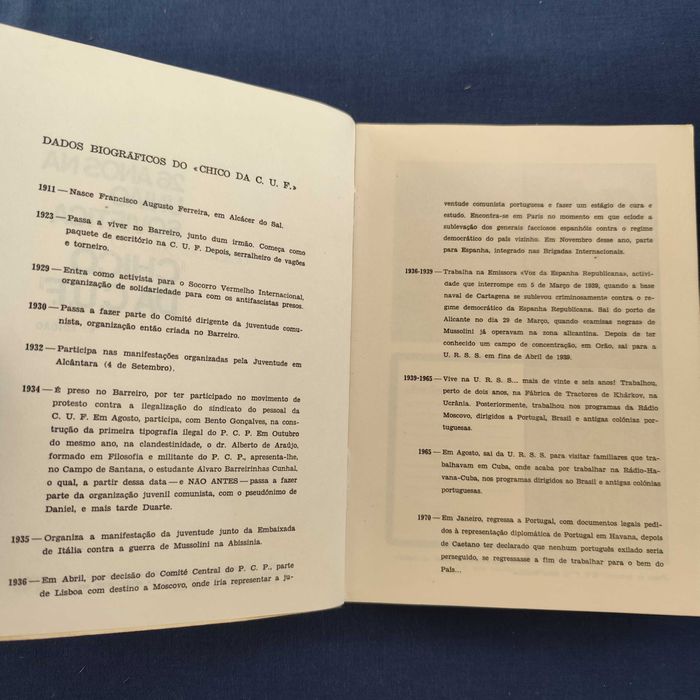 DADOS BIOGRÁFICOS DO «CHICO DA C. U. F.»
1911 — Nasce Francisco Augusto Ferreira, em Alcácer do Sal.
1923 — Passa a viver no Barreiro, junto dum irmão. Começa como
paquete de escritório na C. U. F. Depois, serralheiro de vagões
e torneiro.
1929 — Entra como activista para o Socorro Vermelho Internacional,
organização de solidariedade para com os antifascistas presos.
1930 — Passa a fazer parte do Comité dirigente da juventude comu-
nista, organização então criada no Barreiro.
1932 — Participa nas manifestações organizadas pela Juventude em
Alcântara (4 de Setembro).
1934 — É preso no Barreiro, por ter participado no movimento de
protesto contra a ilegalização do sindicato do pessoal da
C. U. F. Em Agosto, participa, com Bento Gonçalves, na cons-
trução da primeira tipografia ilegal do P. C. P. Em Outubro
do mesmo ano, na clandestinidade, o dr. Alberto de Araújo,
formado em Filosofia e militante do P. C. P., apresenta-lhe,
no Campo de Santana, o estudante Alvaro Barreirinhas Cunhal,
o qual, a partir dessa data — e NÃO ANTES — passa a fazer
parte da organização juvenil comunista, com o pseudónimo de
Daniel, e mais tarde Duarte.
1935 — Organiza a manifestação da juventude junto da Embaixada
de Itália contra a guerra de Mussolini na Abissínia.
1936 — Em Abril, por decisão do Comité Central do P. C. P., parte
de Lisboa com destino a Moscovo, onde iria representar a ju-
ventude comunista portuguesa e fazer um estágio de cura e
estudo. Encontra-se em Paris no momento em que eclode a
sublevação dos generais facciosos espanhóis contra o regime
democrático do país vizinho. Em Novembro desse ano, parte
para Espanha, integrado nas Brigadas Internacionais.
1936-1939 — Trabalha na Emissora «Vos da Espanha Republicana», activi-
dade que interrompe em 5 de Março de 1939, quando a base
naval de Cartagena se sublevou criminosamente contra o re-
gime democrático da Espanha Republicana. Sai do porto de
Alicante no dia 29 de Março, quando «camisas negras» de
Mussolini já operavam na zona alicantina. Depois de ter
conhecido um campo de concentração, em Orão, sai para a
U. R. S. S. em fins de Abril de 1939.
1939-1965 — Vive na U. R. S. S... mais de vinte e seis anos! Trabalhou,
perto de dois anos, na Fábrica de Tractores de Khárkov, na
Ucrânia. Posteriormente, trabalhou nos programas da Rádio
Moscovo, dirigidos a Portugal, Brasil e antigas colónias por-
tuguesas.
1965 — Em Agosto, sai da U. R. S. S. para visitar familiares que tra-
balhavam em Cuba, onde acaba por trabalhar na Rádio-Ha-
vana-Cuba, nos programas dirigidos ao Brasil e antigas colónias
portuguesas.
1970 — Em Janeiro, regressa a Portugal, com documentos legais pedi-
dos à representação diplomática de Portugal em Havana, depois
de Caetano ter declarado que nenhum português exilado seria
perseguido, se regressasse a fim de trabalhar para o bem do
País...